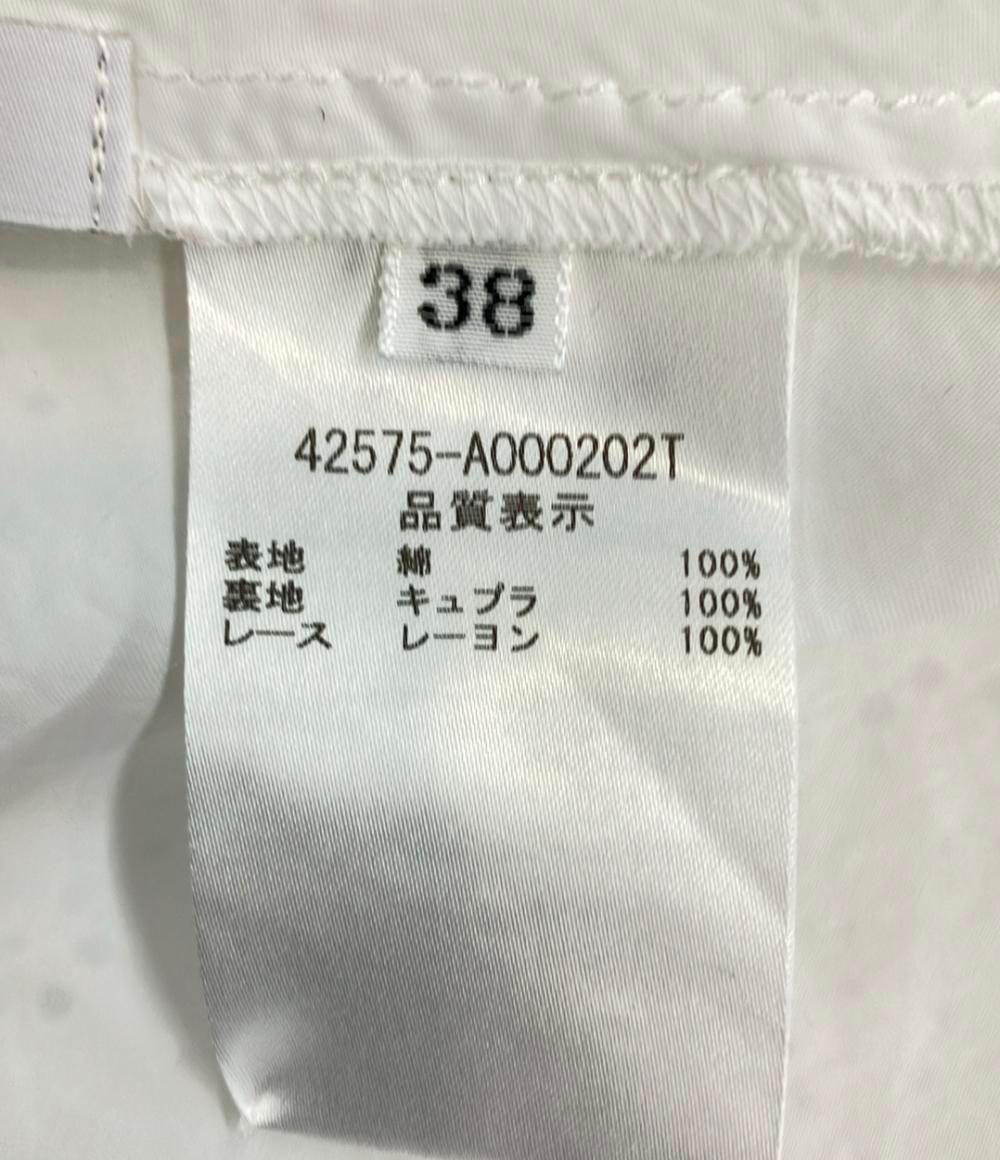 38
42575-A000202T
品質表示
表地 綿 100%
裏地 キュプラ 100%
レース レーヨン 100%